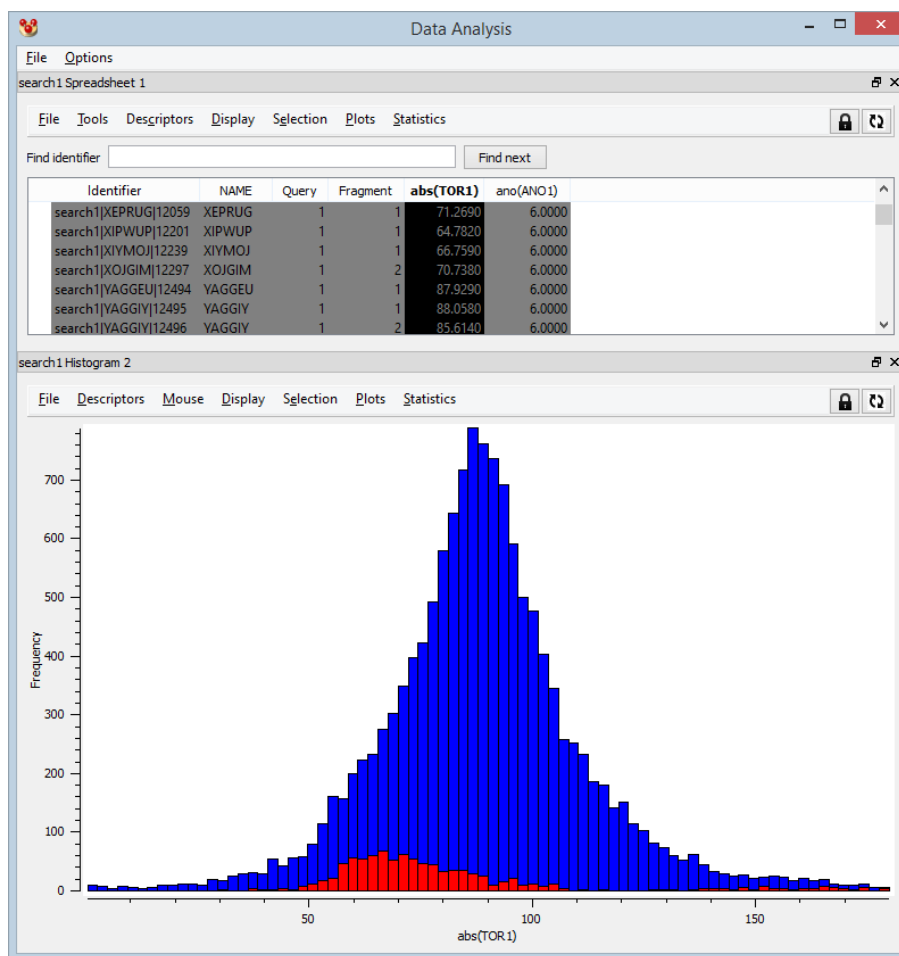 Data Analysis
File Options
search1 Spreadsheet 1
File Tools Descriptors Display Selection Plots Statistics
Find identifier Find next
Identifier NAME Query Fragment abs(TOR1) ano(ANO1)
search1|XEPRUG|12059 XEPRUG 1 1 71.2690 6.0000
search1|XIPWUP|12201 XIPWUP 1 1 64.7820 6.0000
search1|XIYMOJ|12239 XIYMOJ 1 1 66.7590 6.0000
search1|XOJGIM|12297 XOJGIM 1 2 70.7380 6.0000
search1|YAGGEU|12494 YAGGEU 1 1 87.9290 6.0000
search1|YAGGIY|12495 YAGGIY 1 1 88.0580 6.0000
search1|YAGGIY|12496 YAGGIY 1 2 85.6140 6.0000
search1 Histogram 2
File Descriptors Mouse Display Selection Plots Statistics
700
600
500
400
300
200
100
0
Frequency
50 100 150
abs(TOR1)